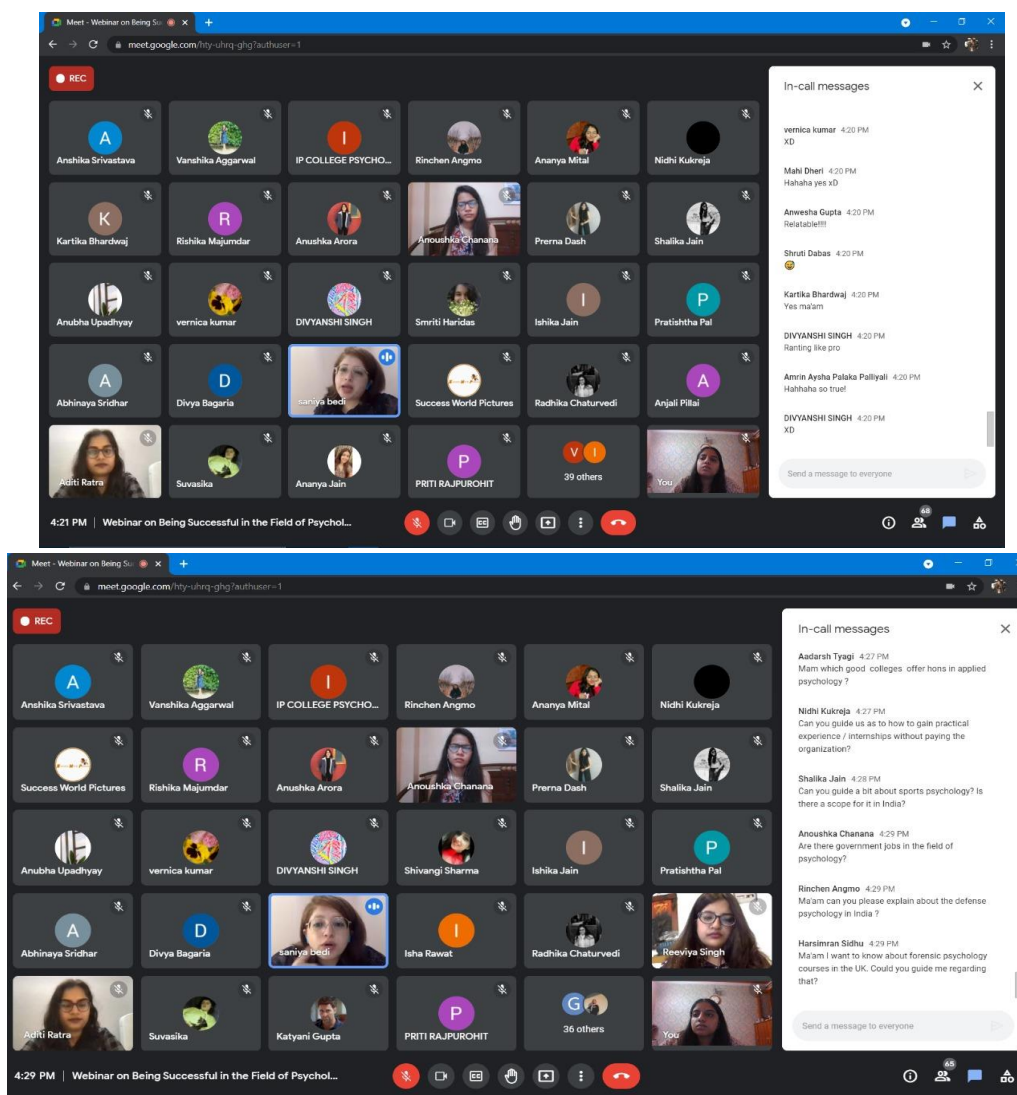 Meet - Webinar on Being Su
meet.google.com/hty-uhrq-ghg?authuser=1
REC
A
Anshika Srivastava
Vanshika Aggarwal
I
IP COLLEGE PSYCHO...
Rinchen Angmo
Ananya Mital
Nidhi Kukreja
K
Kartika Bhardwaj
R
Rishika Majumdar
Anushka Arora
Anoushka Chanana
Prerna Dash
Shalika Jain
Anubha Upadhyay
vernica kumar
DIVYANSHI SINGH
Smriti Haridas
I
Ishika Jain
P
Pratishtha Pal
A
Abhinaya Sridhar
D
Divya Bagaria
saniya bedi
Success World Pictures
Radhika Chaturvedi
A
Anjali Pillai
Aditi Ratra
Suvasika
Ananya Jain
P
PRITI RAJPUROHIT
V I
39 others
You
In-call messages
vernica kumar 4:20 PM
XD
Mahi Dheri 4:20 PM
Hahaha yes xD
Anwesha Gupta 4:20 PM
Relatable!!!!
Shruti Dabas 4:20 PM
😅
Kartika Bhardwaj 4:20 PM
Yes ma'am
DIVYANSHI SINGH 4:20 PM
Ranting like pro
Amrin Aysha Palaka Palliyali 4:20 PM
Hahhaha so true!
DIVYANSHI SINGH 4:20 PM
XD
Send a message to everyone
4:21 PM | Webinar on Being Successful in the Field of Psychol...
CC
68
Meet - Webinar on Being Su
meet.google.com/hty-uhrq-ghg?authuser=1
REC
A
Anshika Srivastava
Vanshika Aggarwal
I
IP COLLEGE PSYCHO...
Rinchen Angmo
Ananya Mital
Nidhi Kukreja
Success World Pictures
R
Rishika Majumdar
Anushka Arora
Anoushka Chanana
Prerna Dash
Shalika Jain
Anubha Upadhyay
vernica kumar
DIVYANSHI SINGH
Shivangi Sharma
I
Ishika Jain
P
Pratishtha Pal
A
Abhinaya Sridhar
D
Divya Bagaria
saniya bedi
I
Isha Rawat
Radhika Chaturvedi
Reeviya Singh
Aditi Ratra
Suvasika
Katyani Gupta
P
PRITI RAJPUROHIT
G
36 others
You
In-call messages
Aadarsh Tyagi 4:27 PM
Mam which good colleges offer hons in applied
psychology ?
Nidhi Kukreja 4:27 PM
Can you guide us as to how to gain practical
experience / internships without paying the
organization?
Shalika Jain 4:28 PM
Can you guide a bit about sports psychology? Is
there a scope for it in India?
Anoushka Chanana 4:29 PM
Are there government jobs in the field of
psychology?
Rinchen Angmo 4:29 PM
Ma'am can you please explain about the defense
psychology in India ?
Harsimran Sidhu 4:29 PM
Ma'am I want to know about forensic psychology
courses in the UK. Could you guide me regarding
that?
Send a message to everyone
4:29 PM | Webinar on Being Successful in the Field of Psychol...
CC
65